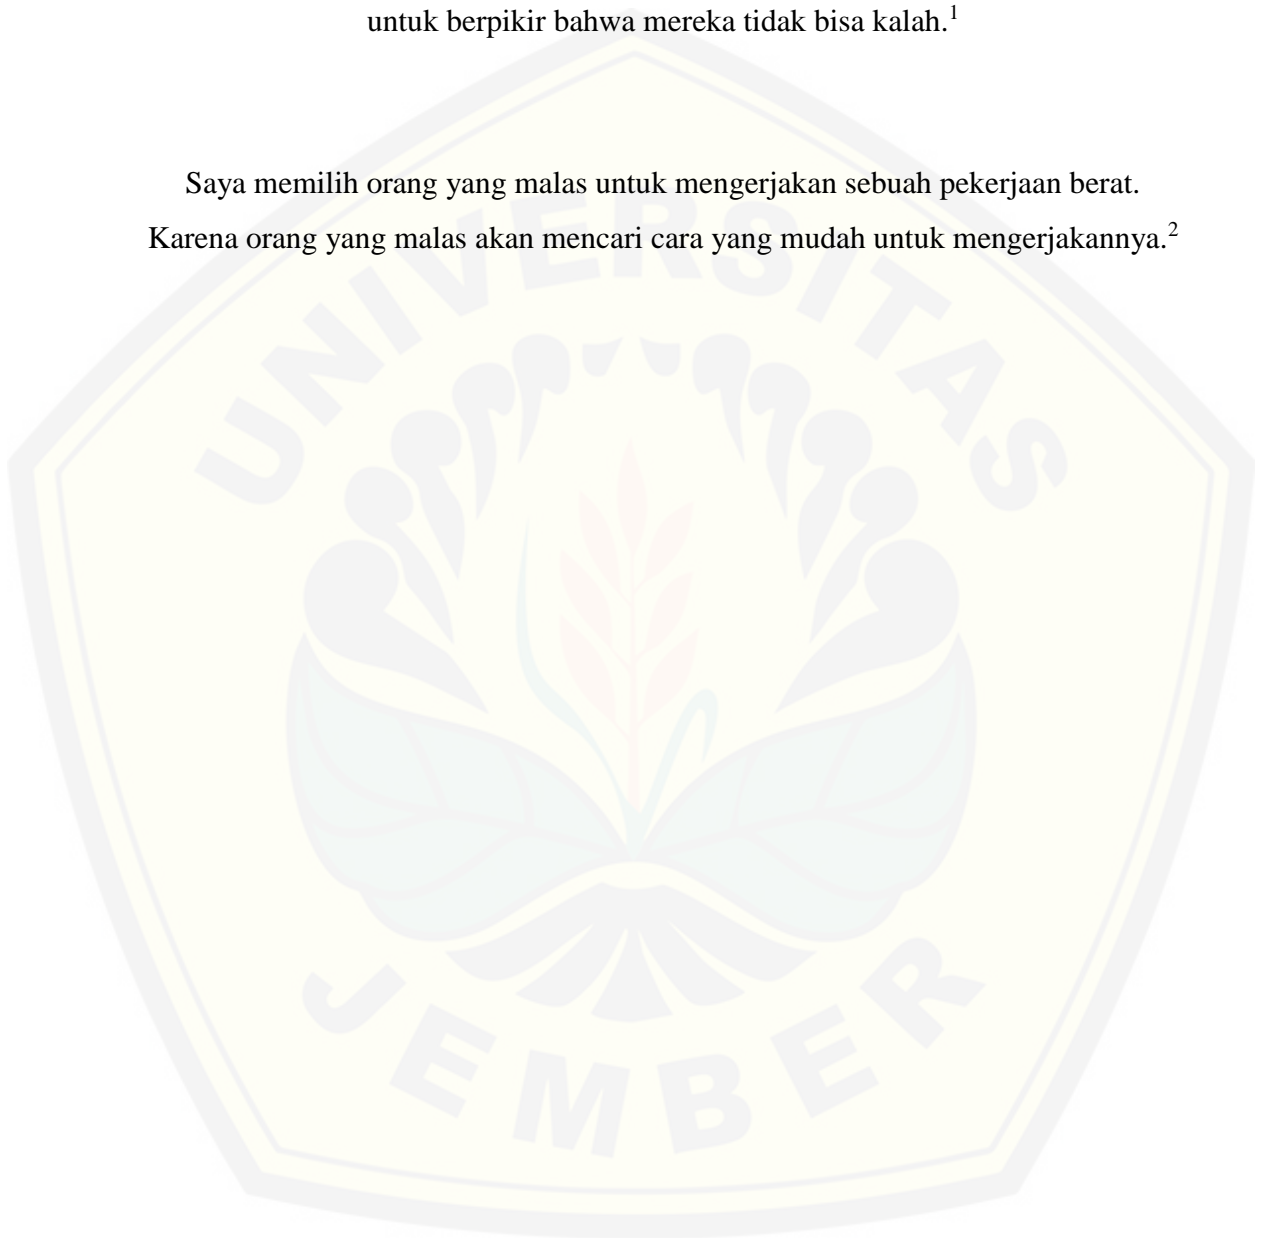 untuk berpikir bahwa mereka tidak bisa kalah.¹
Saya memilih orang yang malas untuk mengerjakan sebuah pekerjaan berat.
Karena orang yang malas akan mencari cara yang mudah untuk mengerjakannya.²
UNIVERSITAS
JEMBER